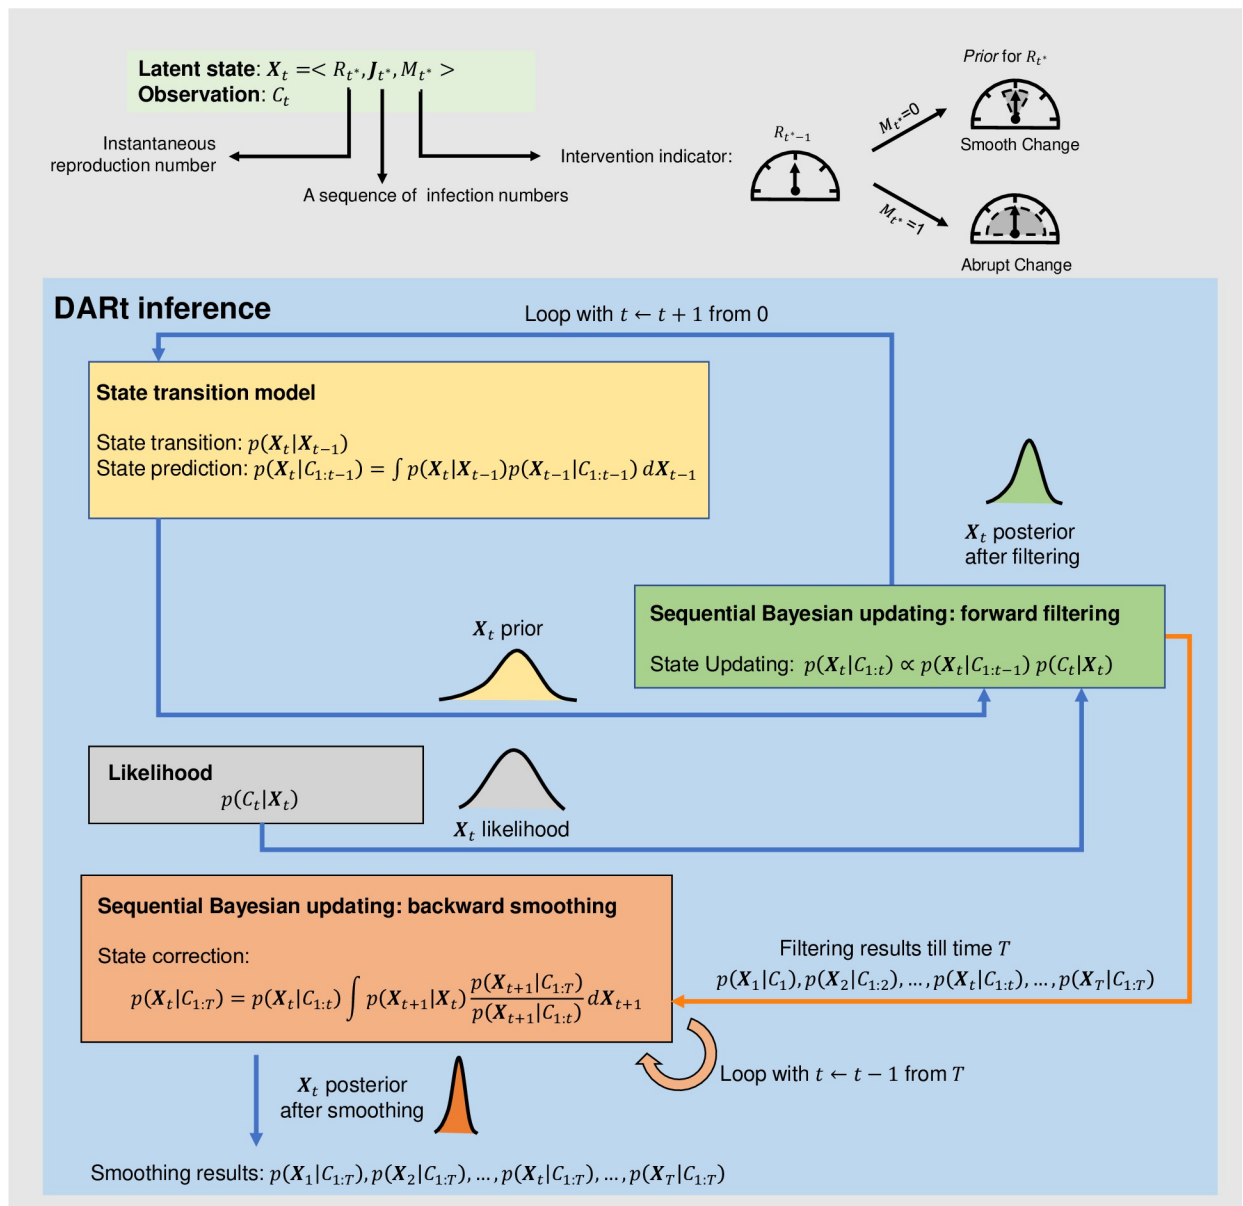 Latent state: 𝑿ₜ =< R_{t*}, 𝑱_{t*}, M_{t*} >
Observation: Cₜ
Instantaneous
reproduction number
A sequence of infection numbers
Intervention indicator:
R_{t*−1}
M_{t*}=0
M_{t*}=1
Prior for R_{t*}
Smooth Change
Abrupt Change
DARt inference
Loop with t ← t + 1 from 0
State transition model
State transition: p(𝑿_t|𝑿_{t−1})
State prediction: p(𝑿_t|C_{1:t−1}) = ∫ p(𝑿_t|𝑿_{t−1})p(𝑿_{t−1}|C_{1:t−1}) d𝑿_{t−1}
𝑿_t posterior
after filtering
Sequential Bayesian updating: forward filtering
State Updating: p(𝑿_t|C_{1:t}) ∝ p(𝑿_t|C_{1:t−1}) p(C_t|𝑿_t)
𝑿_t prior
Likelihood
p(C_t|𝑿_t)
𝑿_t likelihood
Sequential Bayesian updating: backward smoothing
State correction:
p(𝑿_t|C_{1:T}) = p(𝑿_t|C_{1:t}) ∫ p(𝑿_{t+1}|𝑿_t) p(𝑿_{t+1}|C_{1:T}) / p(𝑿_{t+1}|C_{1:t}) d𝑿_{t+1}
Filtering results till time T
p(𝑿_1|C_1), p(𝑿_2|C_{1:2}), ..., p(𝑿_t|C_{1:t}), ..., p(𝑿_T|C_{1:T})
Loop with t ← t − 1 from T
𝑿_t posterior
after smoothing
Smoothing results: p(𝑿_1|C_{1:T}), p(𝑿_2|C_{1:T}), ..., p(𝑿_t|C_{1:T}), ..., p(𝑿_T|C_{1:T})